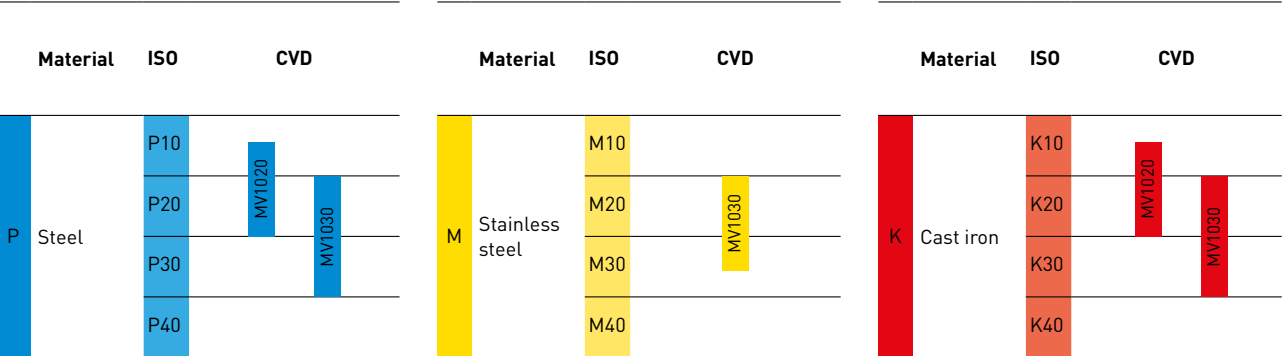 Material ISO CVD
P Steel
P10
P20
P30
P40
MV1020
MV1030
Material ISO CVD
M Stainless
steel
M10
M20
M30
M40
MV1030
Material ISO CVD
K Cast iron
K10
K20
K30
K40
MV1020
MV1030